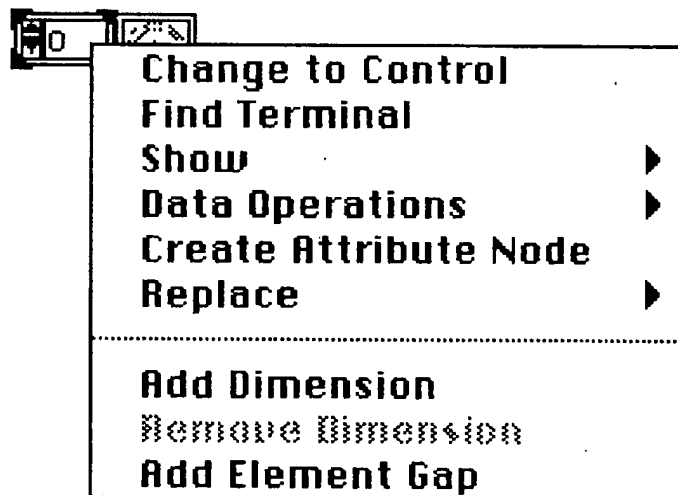 0
Change to Control
Find Terminal
Show
Data Operations
Create Attribute Node
Replace
Add Dimension
Remove Dimension
Add Element Gap